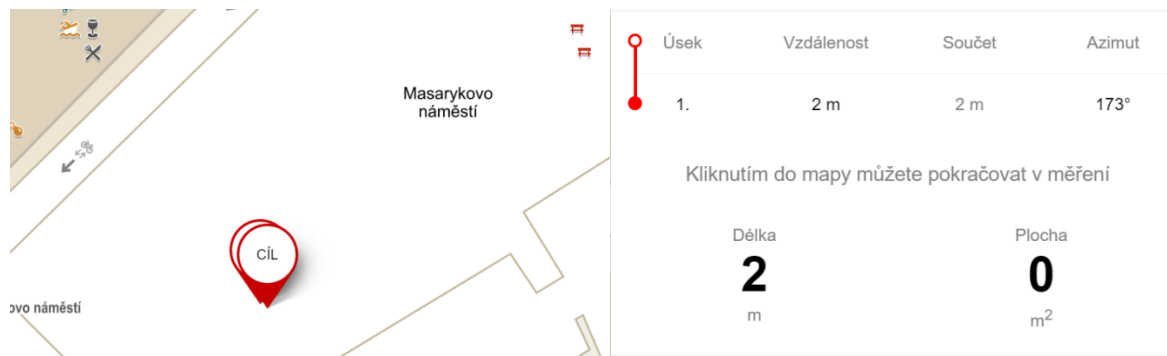 Masarykovo
náměstí
CÍL
ovo náměstí
Úsek Vzdálenost Součet Azimut
1. 2 m 2 m 173°
Kliknutím do mapy můžete pokračovat v měření
Délka Plocha
2 0
m m²